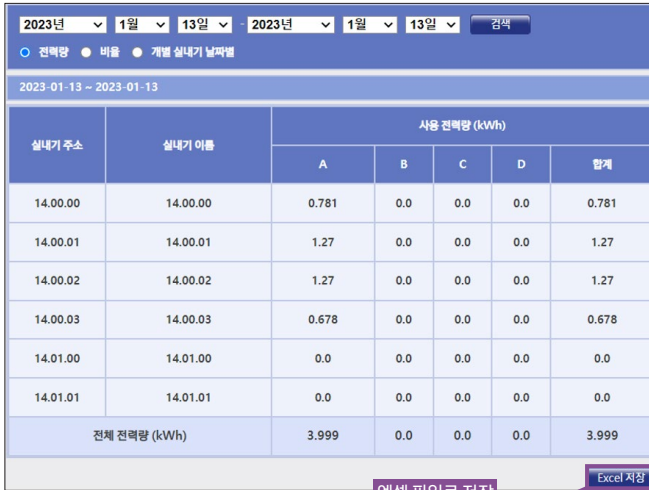 2023년 1월 13일 - 2023년 1월 13일 검색
전력량 비율 개별 실내기 날짜별
2023-01-13 ~ 2023-01-13
실내기 주소 실내기 이름 사용 전력량 (kWh)
A B C D 합계
14.00.00 14.00.00 0.781 0.0 0.0 0.0 0.781
14.00.01 14.00.01 1.27 0.0 0.0 0.0 1.27
14.00.02 14.00.02 1.27 0.0 0.0 0.0 1.27
14.00.03 14.00.03 0.678 0.0 0.0 0.0 0.678
14.01.00 14.01.00 0.0 0.0 0.0 0.0 0.0
14.01.01 14.01.01 0.0 0.0 0.0 0.0 0.0
전체 전력량 (kWh) 3.999 0.0 0.0 0.0 3.999
Excel 저장
엑셀 파일로 저장